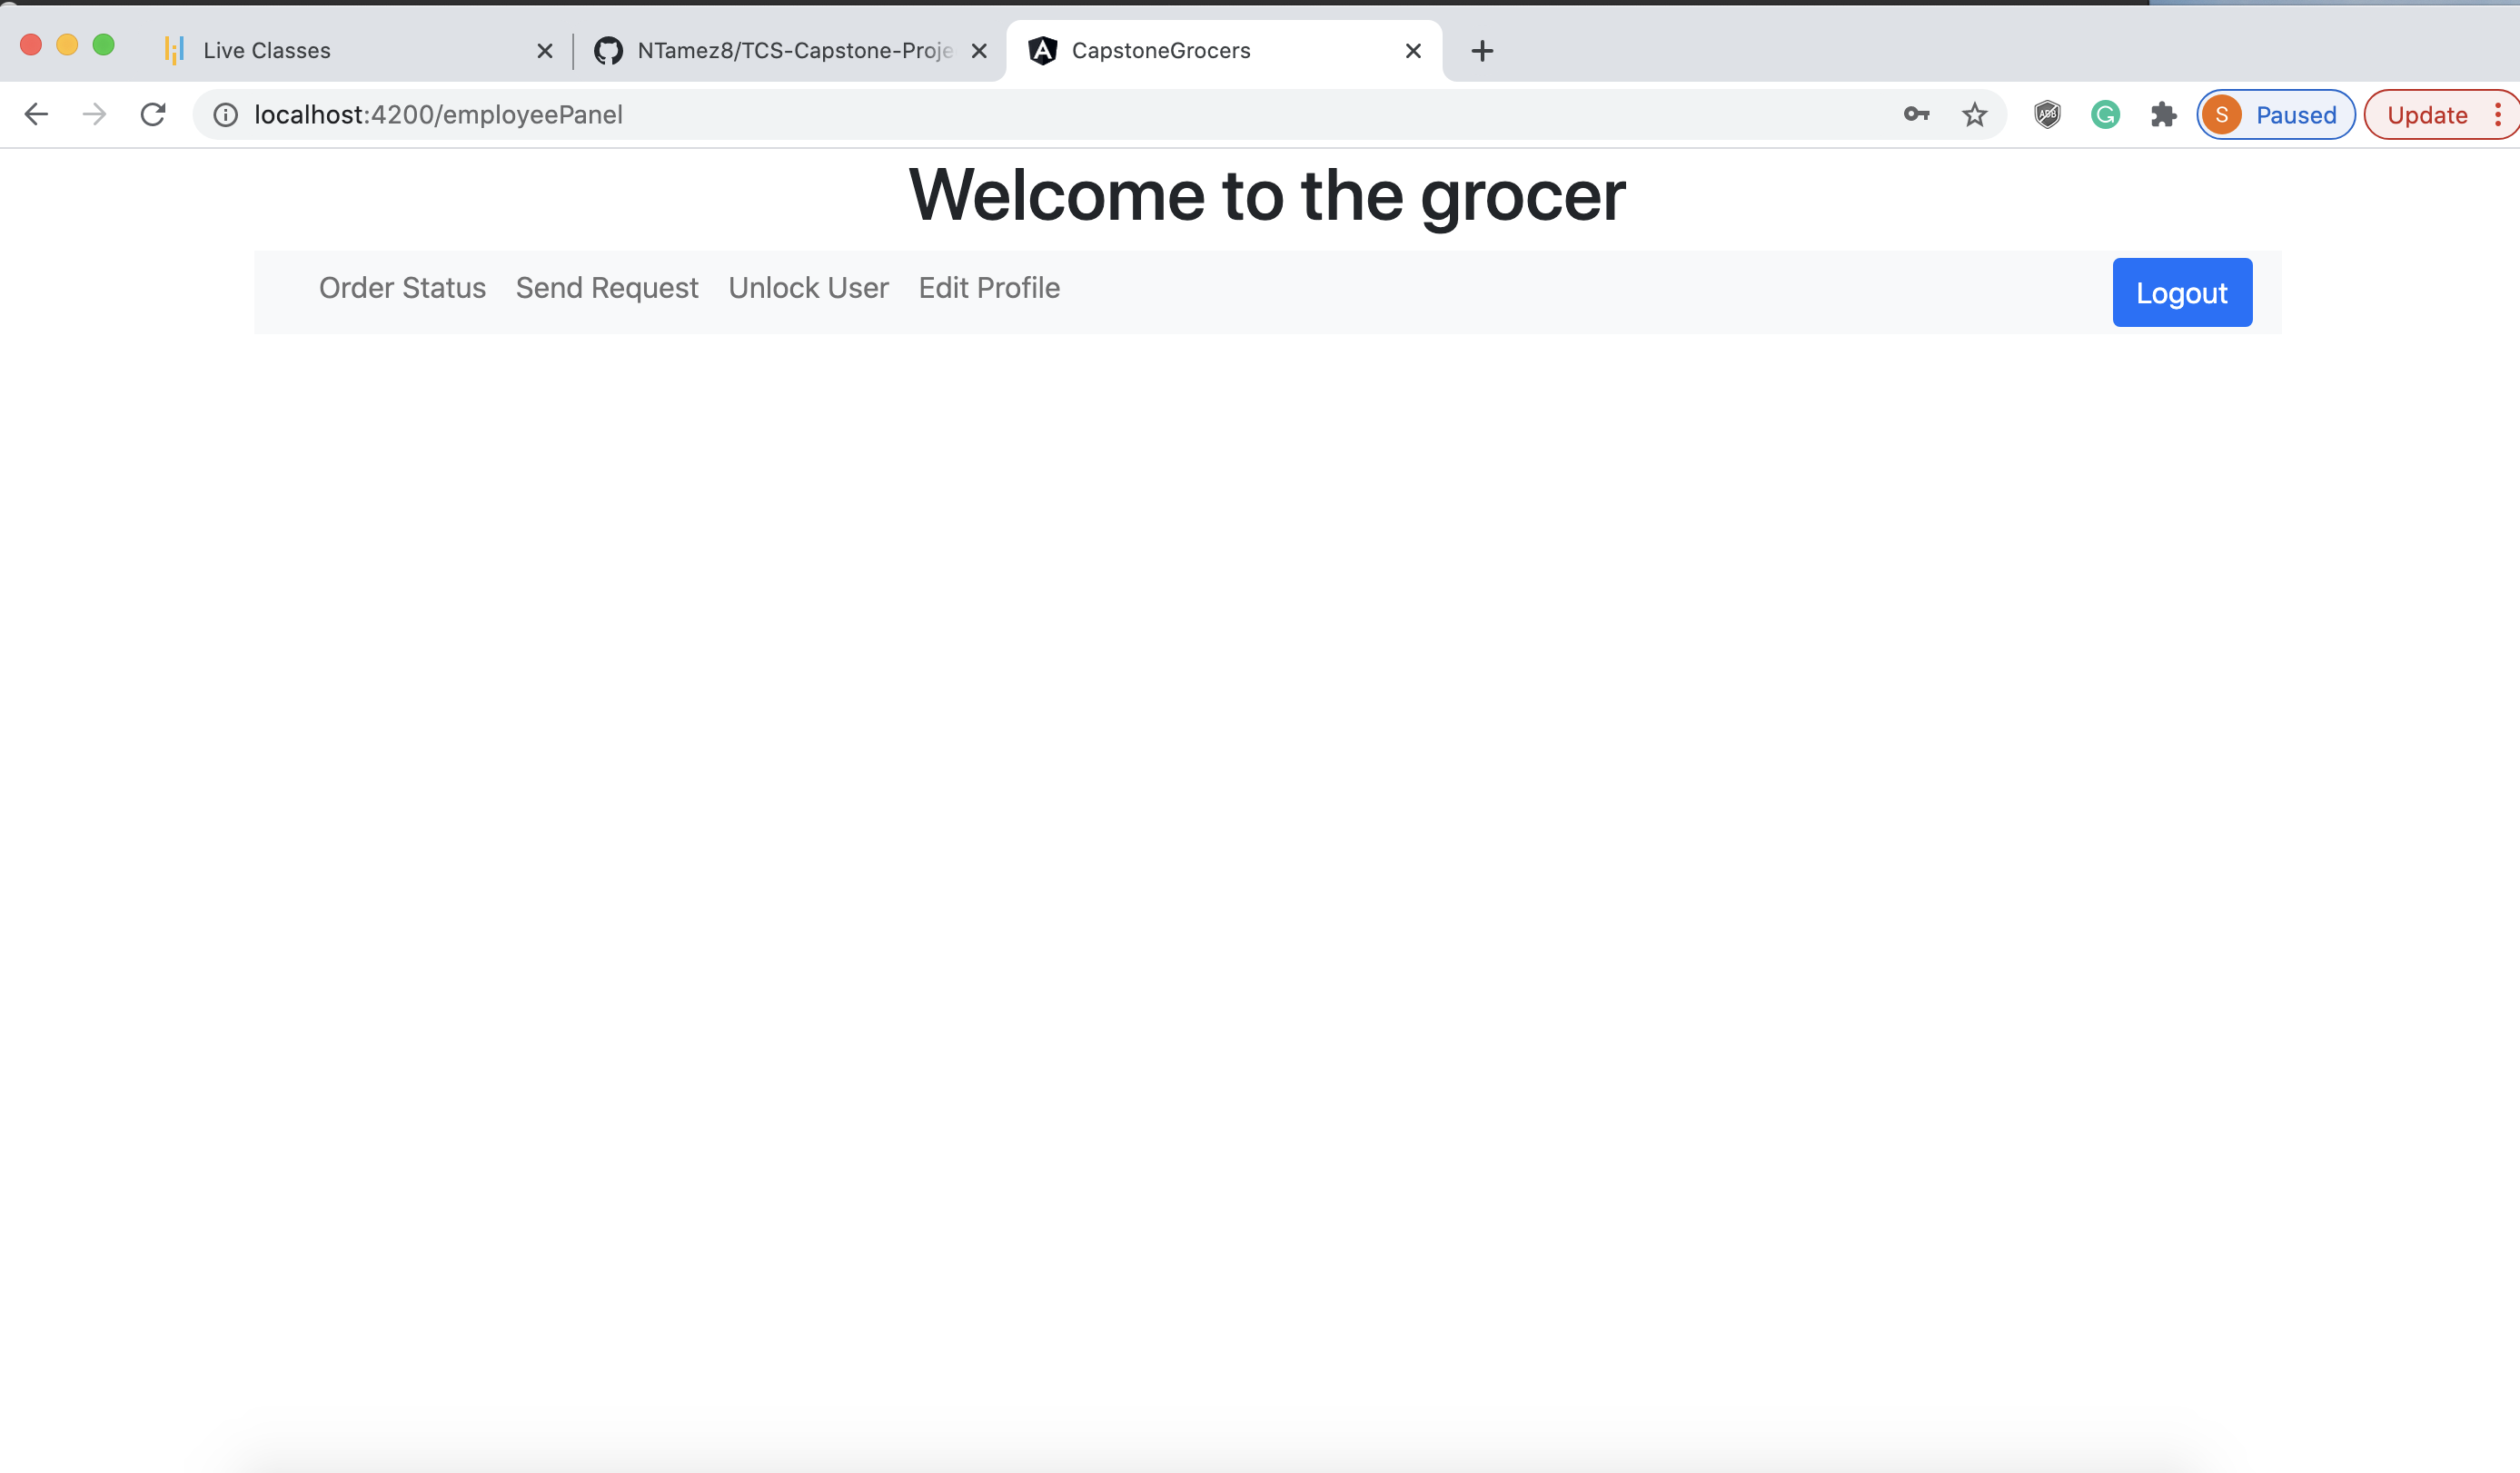 Live Classes
NTamez8/TCS-Capstone-Proje
CapstoneGrocers
localhost:4200/employeePanel
ADB
G
S
Paused
Update
Welcome to the grocer
Order Status
Send Request
Unlock User
Edit Profile
Logout